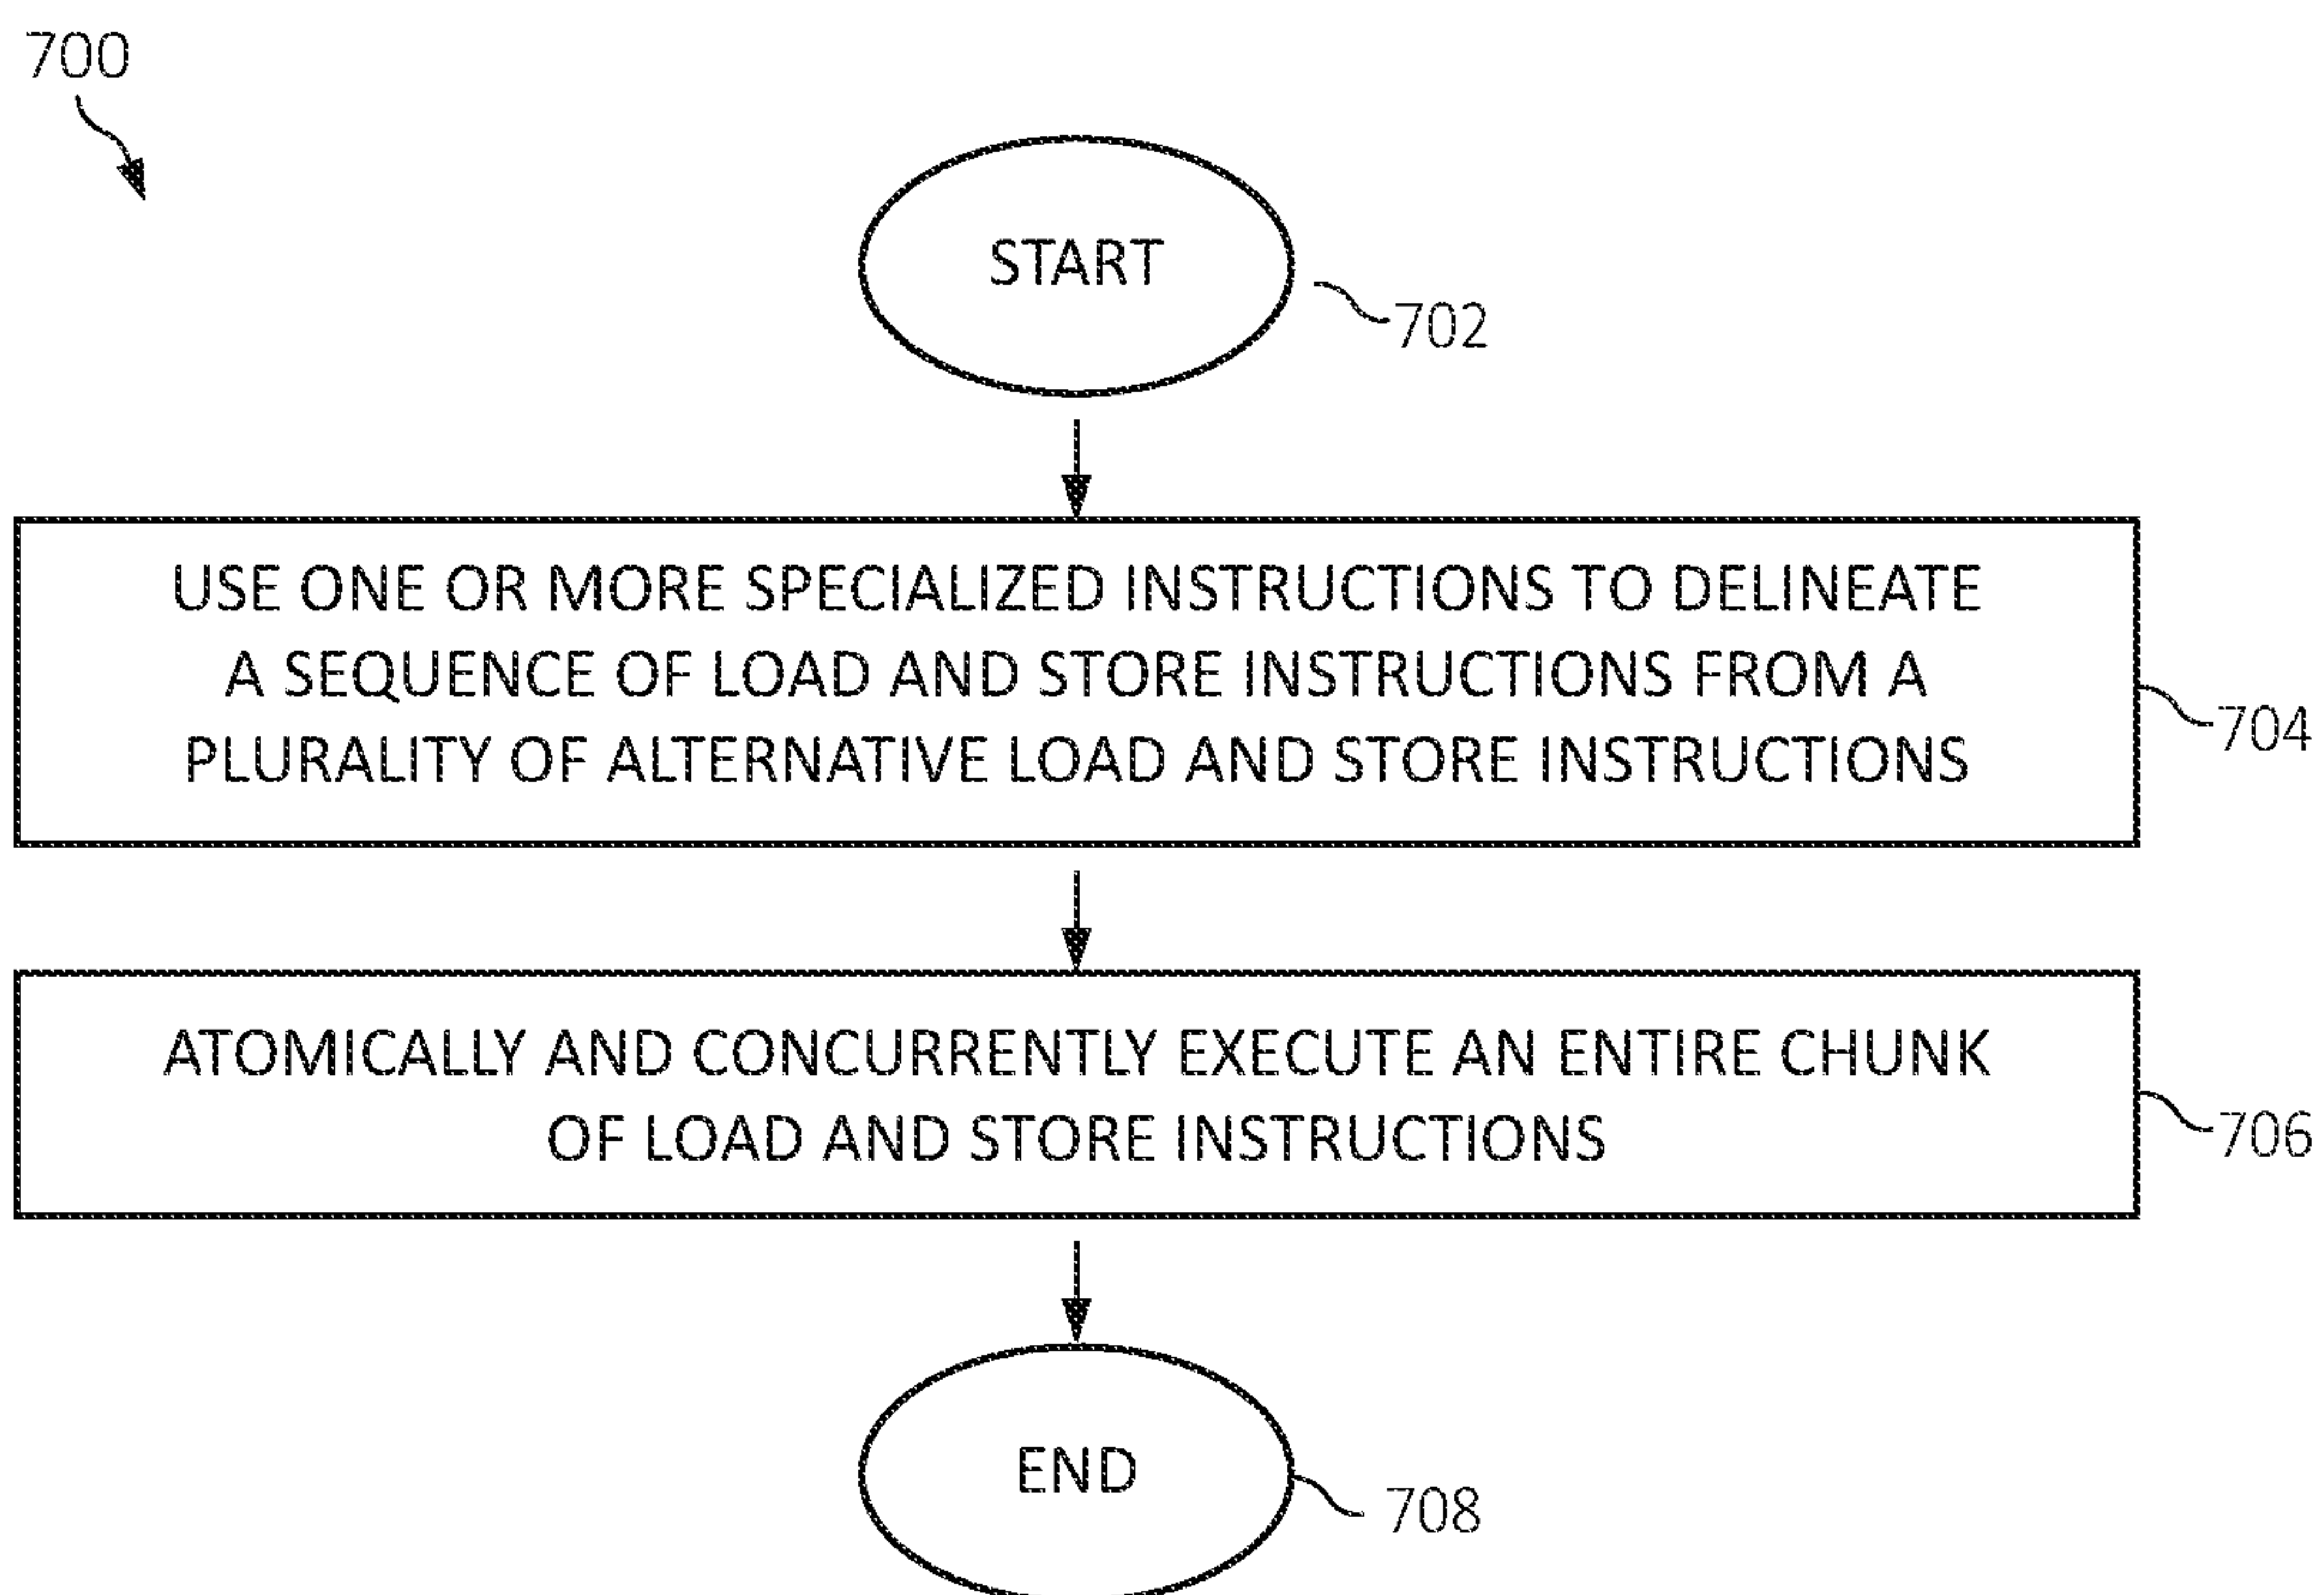 700
START
702
USE ONE OR MORE SPECIALIZED INSTRUCTIONS TO DELINEATE
A SEQUENCE OF LOAD AND STORE INSTRUCTIONS FROM A
PLURALITY OF ALTERNATIVE LOAD AND STORE INSTRUCTIONS
704
ATOMICALLY AND CONCURRENTLY EXECUTE AN ENTIRE CHUNK
OF LOAD AND STORE INSTRUCTIONS
706
END
708